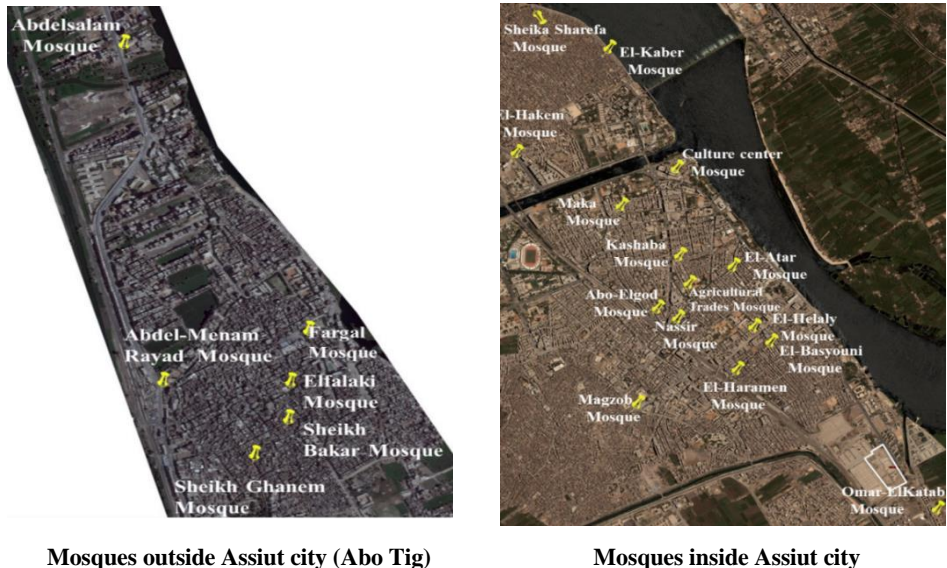 Abdelsalam
Mosque
Abdel-Menam
Rayad Mosque
Fargal
Mosque
Elfalaki
Mosque
Sheikh
Bakar Mosque
Sheikh Ghanem
Mosque
Mosques outside Assiut city (Abo Tig)
Sheika Sharefa
Mosque
El-Kaber
Mosque
El-Hakem
Mosque
Culture center
Mosque
Maka
Mosque
Kashaba
Mosque
El-Atar
Mosque
Agricultural
Trades Mosque
Abo-Elgod
Mosque
Nassir
Mosque
El-Helaly
Mosque
El-Basyouni
Mosque
El-Haramen
Mosque
Magzob
Mosque
Omar-ElKatab
Mosque
Mosques inside Assiut city